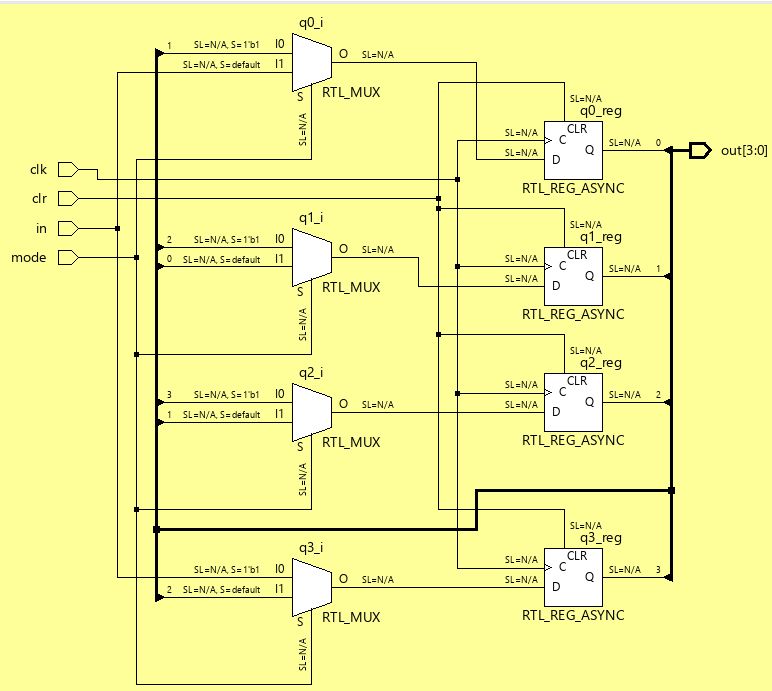 q0_i
1 SL=N/A, S=1'b1 I0 O SL=N/A
SL=N/A, S=default I1
S RTL_MUX
SL=N/A
SL=N/A
q0_reg
CLR
SL=N/A C
Q SL=N/A 0
SL=N/A D
RTL_REG_ASYNC
out[3:0]
clk
clr
in
mode
q1_i
2 SL=N/A, S=1'b1 I0 O SL=N/A
0 SL=N/A, S=default I1
S RTL_MUX
SL=N/A
SL=N/A
q1_reg
CLR
SL=N/A C
Q SL=N/A 1
SL=N/A D
RTL_REG_ASYNC
q2_i
3 SL=N/A, S=1'b1 I0 O SL=N/A
1 SL=N/A, S=default I1
S RTL_MUX
SL=N/A
SL=N/A
q2_reg
CLR
SL=N/A C
Q SL=N/A 2
SL=N/A D
RTL_REG_ASYNC
q3_i
SL=N/A, S=1'b1 I0 O SL=N/A
2 SL=N/A, S=default I1
S RTL_MUX
SL=N/A
SL=N/A
q3_reg
CLR
SL=N/A C
Q SL=N/A 3
SL=N/A D
RTL_REG_ASYNC